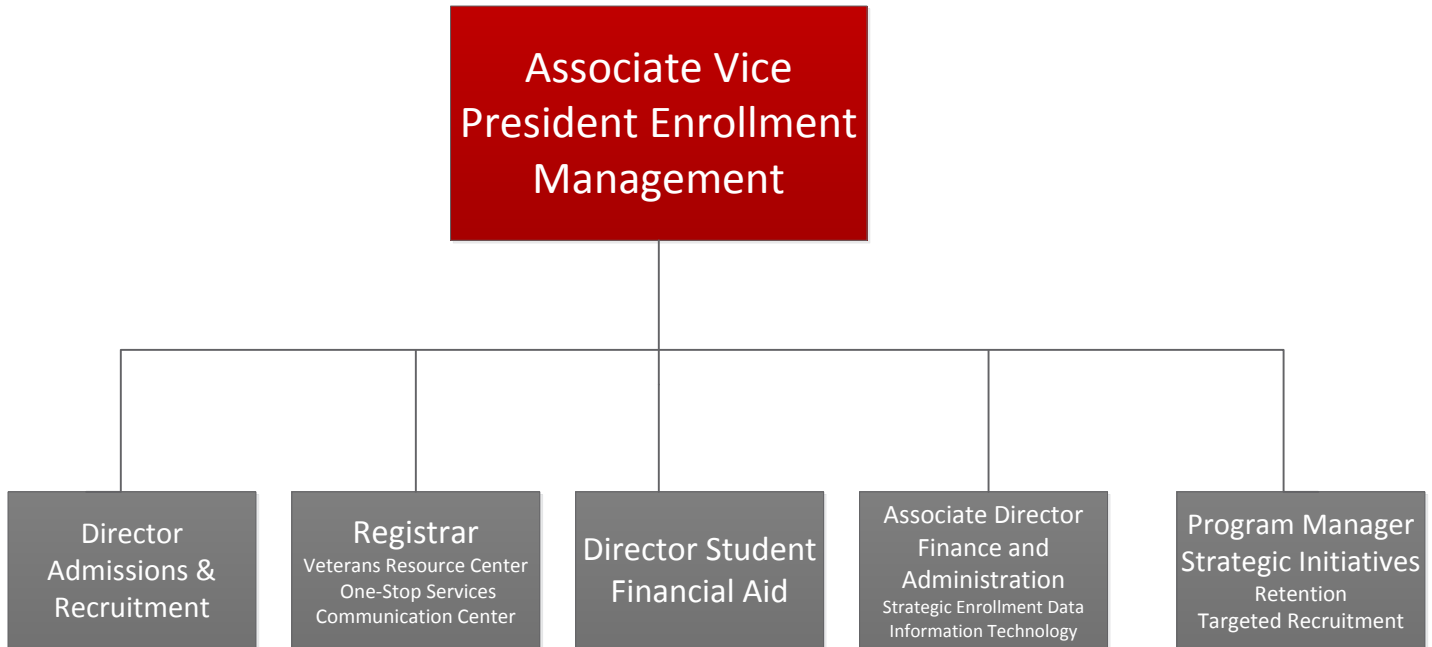 Associate Vice
President Enrollment
Management
Director
Admissions &
Recruitment
Registrar
Veterans Resource Center
One-Stop Services
Communication Center
Director Student
Financial Aid
Associate Director
Finance and
Administration
Strategic Enrollment Data
Information Technology
Program Manager
Strategic Initiatives
Retention
Targeted Recruitment